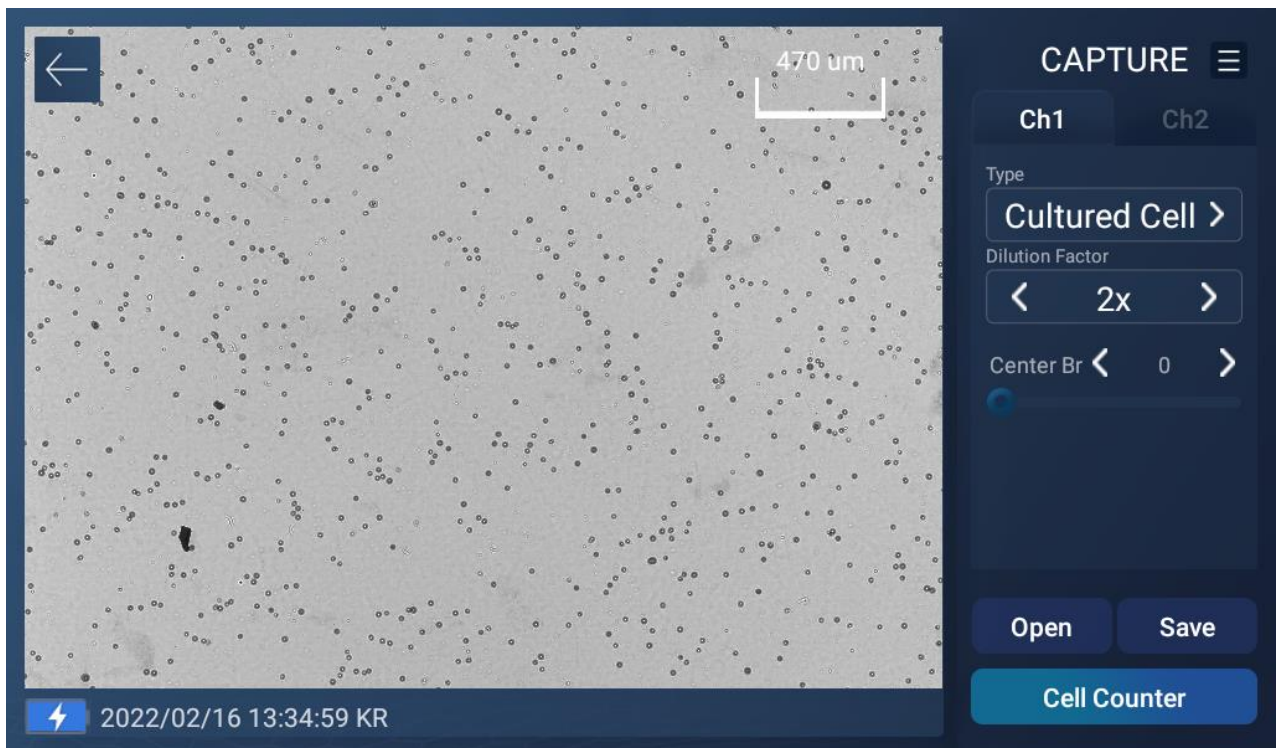 470 um
2022/02/16 13:34:59 KR
CAPTURE
Ch1 Ch2
Type
Cultured Cell
Dilution Factor
2x
Center Br 0
Open Save
Cell Counter